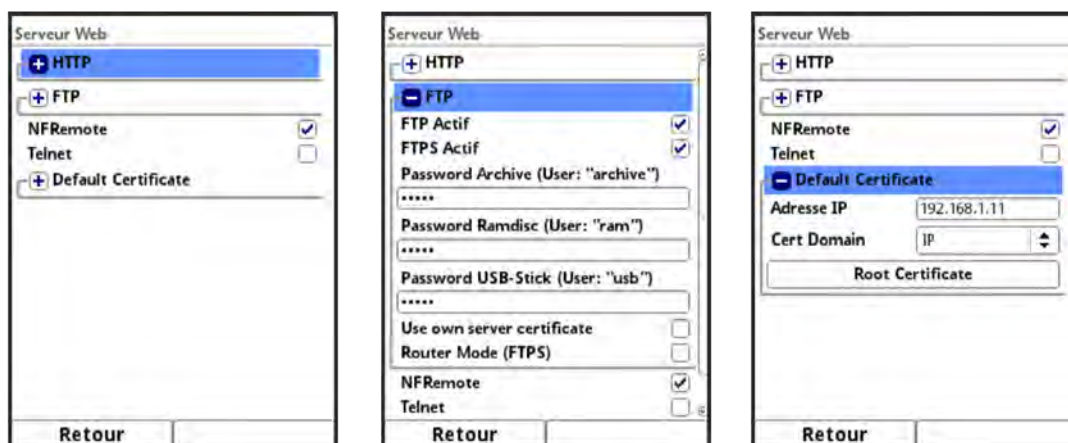 Serveur Web
HTTP
FTP
NFRemote
Telnet
Default Certificate
Retour
Serveur Web
HTTP
FTP
FTP Actif
FTPS Actif
Password Archive (User: "archive")
•••••
Password Ramdisc (User: "ram")
•••••
Password USB-Stick (User: "usb")
•••••
Use own server certificate
Router Mode (FTPS)
NFRemote
Telnet
Retour
Serveur Web
HTTP
FTP
NFRemote
Telnet
Default Certificate
Adresse IP 192.168.1.11
Cert Domain IP
Root Certificate
Retour